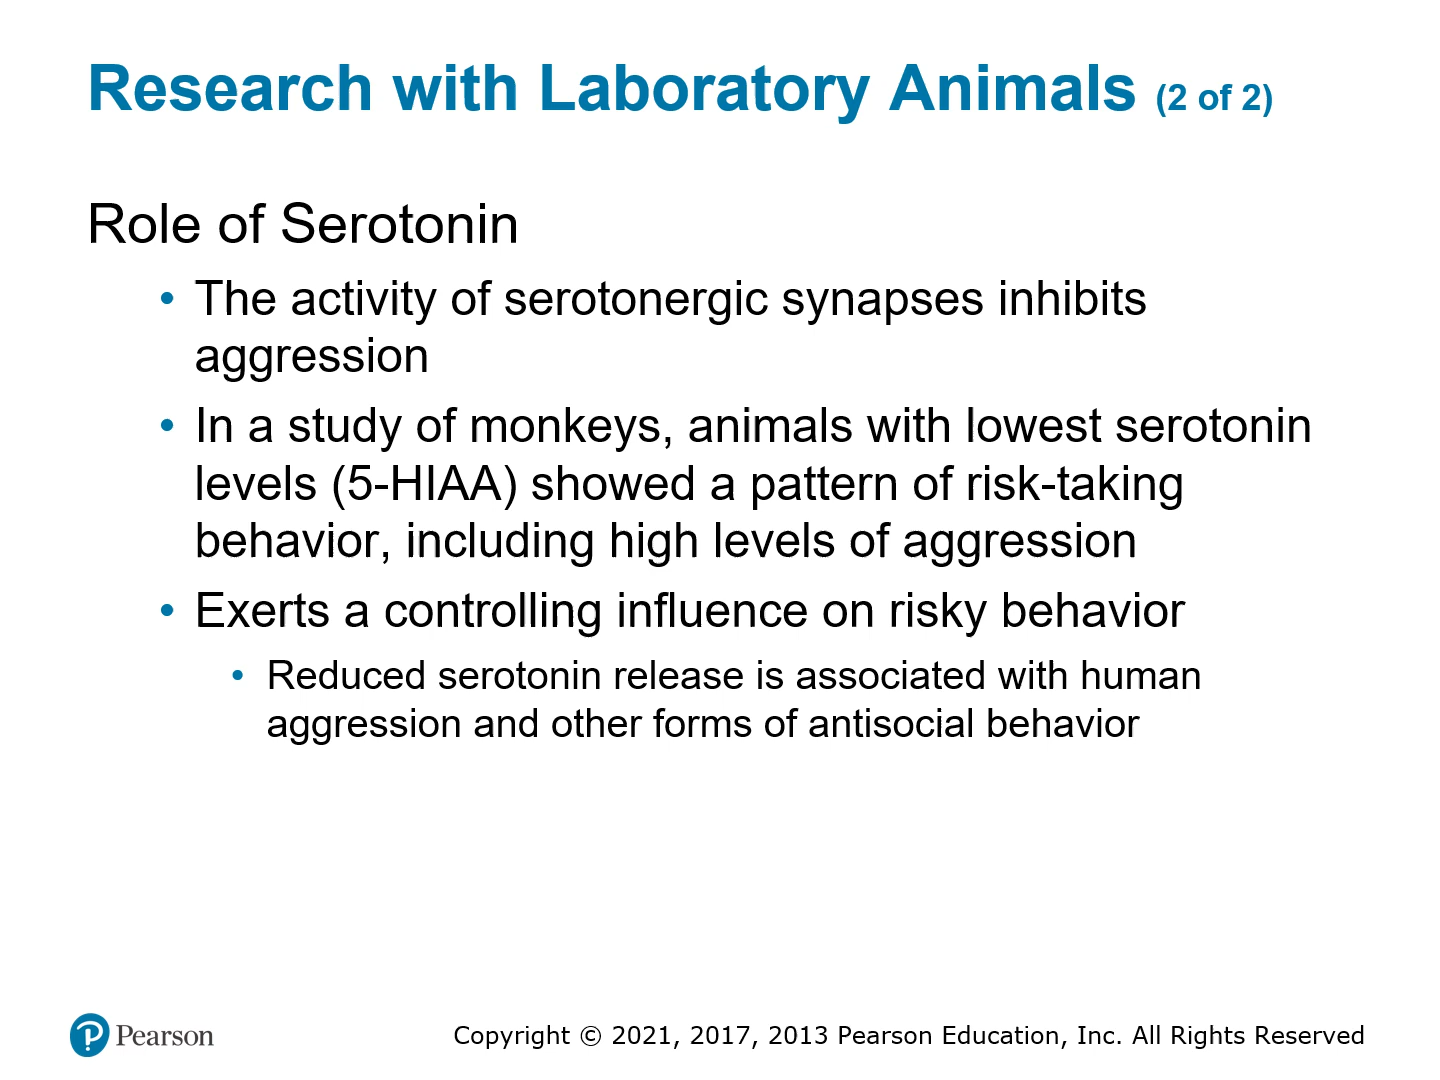 Research with Laboratory Animals (2 of 2)
Role of Serotonin
• The activity of serotonergic synapses inhibits
aggression
• In a study of monkeys, animals with lowest serotonin
levels (5-HIAA) showed a pattern of risk-taking
behavior, including high levels of aggression
• Exerts a controlling influence on risky behavior
• Reduced serotonin release is associated with human
aggression and other forms of antisocial behavior
Pearson
Copyright © 2021, 2017, 2013 Pearson Education, Inc. All Rights Reserved